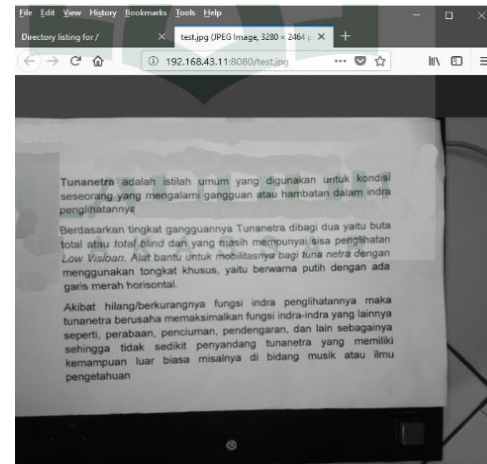 File Edit View History Bookmarks Tools Help
Directory listing for /
test.jpg (JPEG Image, 3280 × 2464 p
192.168.43.11:8080/test.jpg
Tunanetra adalah istilah umum yang digunakan untuk kondisi
seseorang yang mengalami gangguan atau hambatan dalam indra
penglihatannya
Berdasarkan tingkat gangguannya Tunanetra dibagi dua yaitu buta
total atau total blind dan yang masih mempunyai sisa penglihatan
Low Visioan. Alat bantu untuk mobilitasnya bagi tuna netra dengan
menggunakan tongkat khusus, yaitu berwarna putih dengan ada
garis merah horisontal.
Akibat hilang/berkurangnya fungsi indra penglihatannya maka
tunanetra berusaha memaksimalkan fungsi indra-indra yang lainnya
seperti, perabaan, penciuman, pendengaran, dan lain sebagainya
sehingga tidak sedikit penyandang tunanetra yang memiliki
kemampuan luar biasa misalnya di bidang musik atau ilmu
pengetahuan